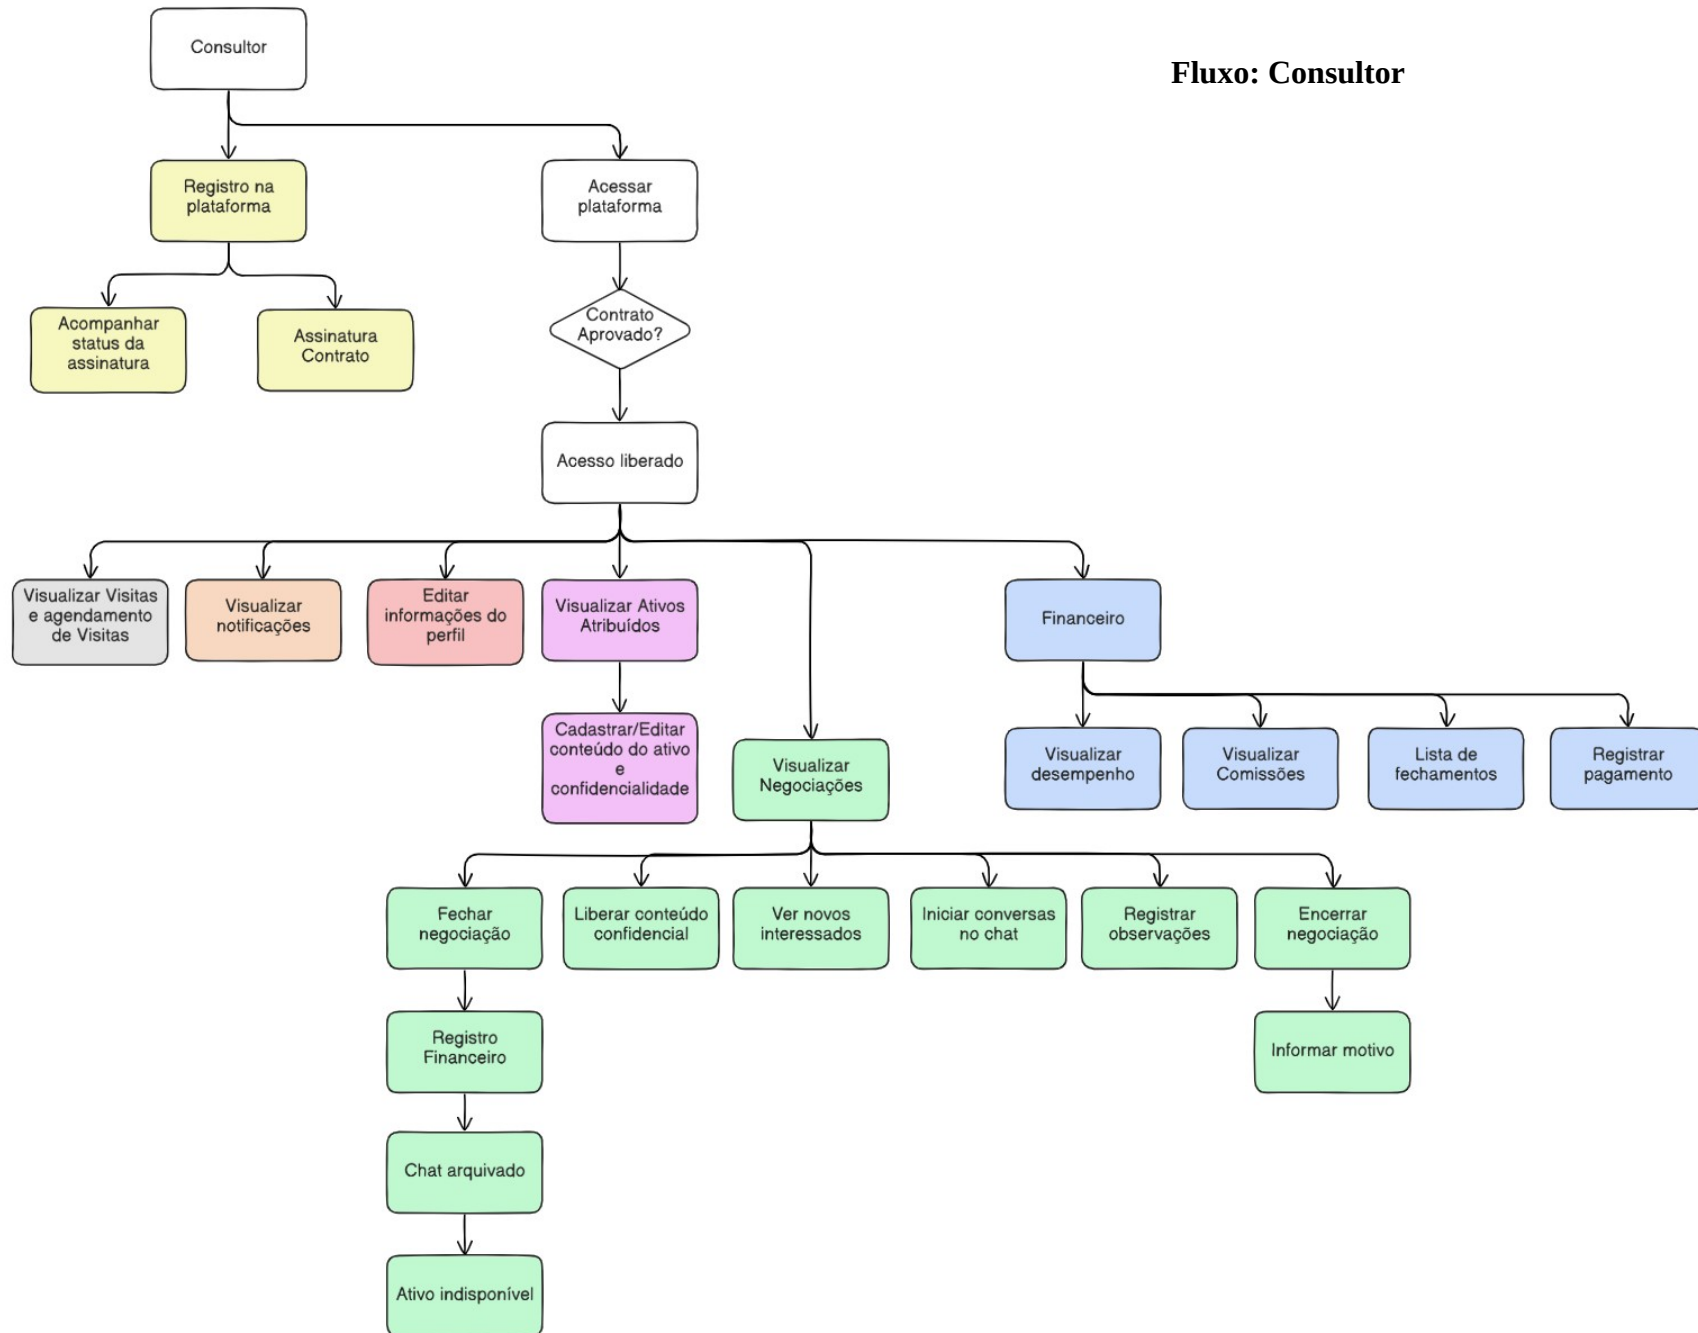 Consultor
Fluxo: Consultor
Registro na
plataforma
Acessar
plataforma
Acompanhar
status da
assinatura
Assinatura
Contrato
Contrato
Aprovado?
Acesso liberado
Visualizar Visitas
e agendamento
de Visitas
Visualizar
notificações
Editar
informações do
perfil
Visualizar Ativos
Atribuídos
Financeiro
Cadastrar/Editar
conteúdo do ativo
e
confidencialidade
Visualizar
Negociações
Visualizar
desempenho
Visualizar
Comissões
Lista de
fechamentos
Registrar
pagamento
Fechar
negociação
Liberar conteúdo
confidencial
Ver novos
interessados
Iniciar conversas
no chat
Registrar
observações
Encerrar
negociação
Registro
Financeiro
Informar motivo
Chat arquivado
Ativo indisponível